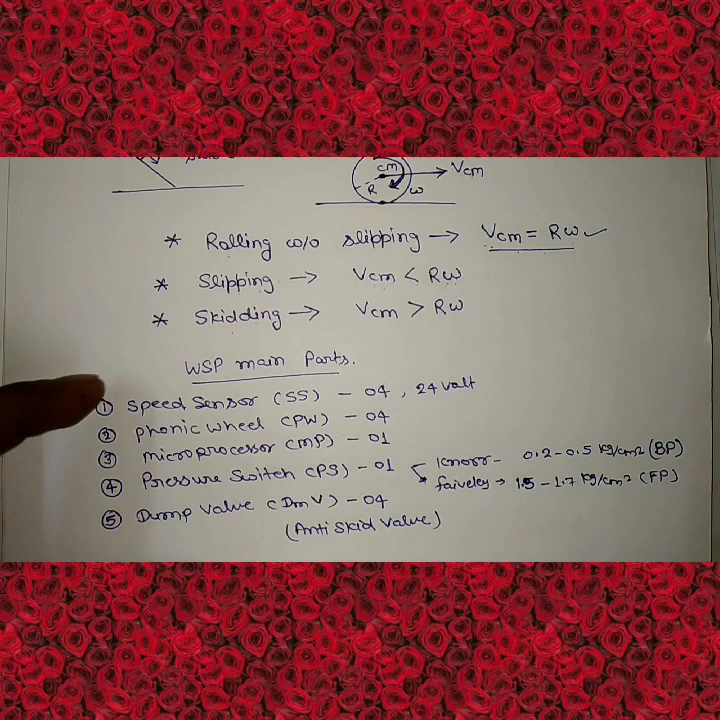 CM Vcm
R ω
* Rolling w/o slipping → Vcm = Rω ✓
* Slipping → Vcm < Rω
* Skidding → Vcm > Rω
WSP main Parts.
① Speed Sensor (SS) - 04, 24 volt
② phonic wheel (PW) - 04
③ microprocessor (MP) - 01
④ Pressure Switch (PS) - 01
Knorr - 0.2 - 0.5 kg/cm2 (BP)
* faiveley → 1.5 - 1.7 kg/cm2 (FP)
⑤ Dump valve (DMV) - 04
(Anti Skid Valve)